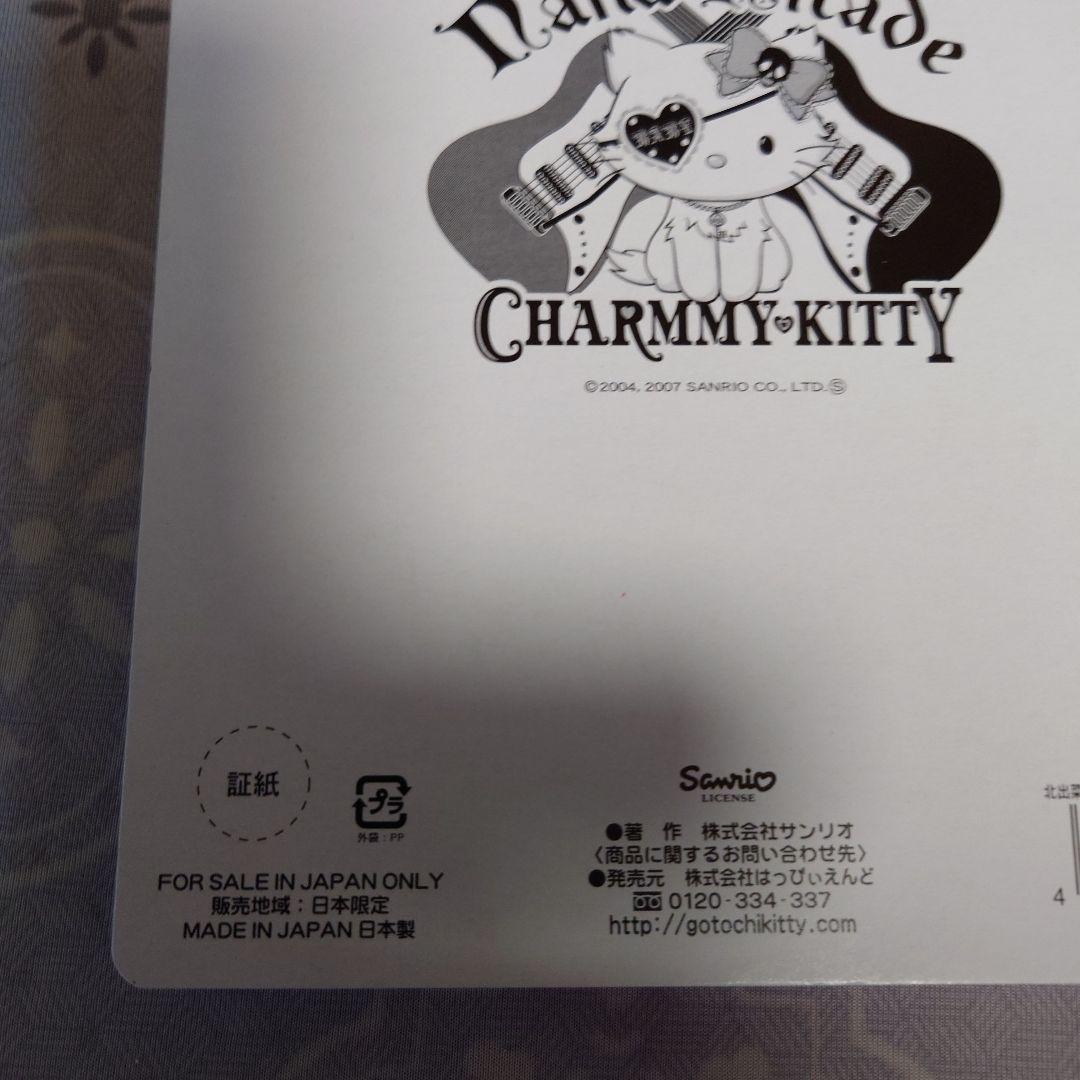 CHARMMY KITTY
©2004, 2007 SANRIO CO., LTD. Ⓢ
証紙
プラ
外袋：PP
FOR SALE IN JAPAN ONLY
販売地域：日本限定
MADE IN JAPAN 日本製
Sanrio
LICENSE
●著 作 株式会社サンリオ
〈商品に関するお問い合わせ先〉
●発売元 株式会社はっぴぃえんど
0120-334-337
http://gotochikitty.com
北出菜
4